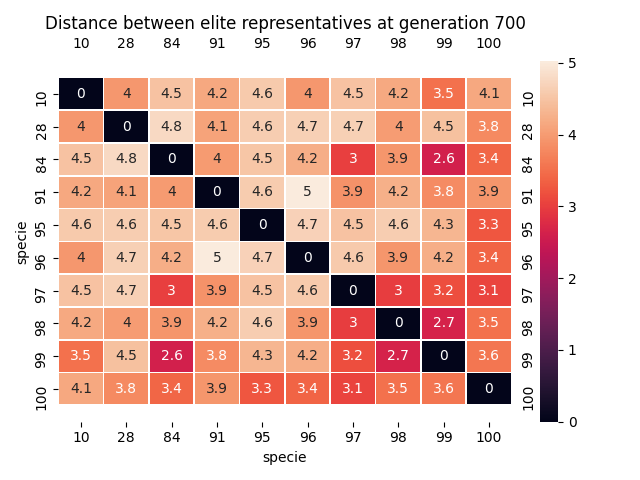 Distance between elite representatives at generation 700
10 28 84 91 95 96 97 98 99 100
10 0 4 4.5 4.2 4.6 4 4.5 4.2 3.5 4.1 10
28 4 0 4.8 4.1 4.6 4.7 4.7 4 4.5 3.8 28
84 4.5 4.8 0 4 4.5 4.2 3 3.9 2.6 3.4 84
91 4.2 4.1 4 0 4.6 5 3.9 4.2 3.8 3.9 91
95 4.6 4.6 4.5 4.6 0 4.7 4.5 4.6 4.3 3.3 95
96 4 4.7 4.2 5 4.7 0 4.6 3.9 4.2 3.4 96
97 4.5 4.7 3 3.9 4.5 4.6 0 3 3.2 3.1 97
98 4.2 4 3.9 4.2 4.6 3.9 3 0 2.7 3.5 98
99 3.5 4.5 2.6 3.8 4.3 4.2 3.2 2.7 0 3.6 99
100 4.1 3.8 3.4 3.9 3.3 3.4 3.1 3.5 3.6 0 100
10 28 84 91 95 96 97 98 99 100
specie
specie
5
4
3
2
1
0